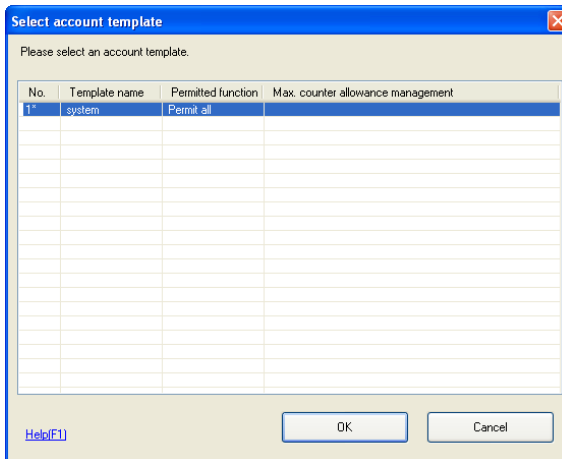 Select account template
Please select an account template.
No. Template name Permitted function Max. counter allowance management
1* system Permit all
Help(F1) OK Cancel